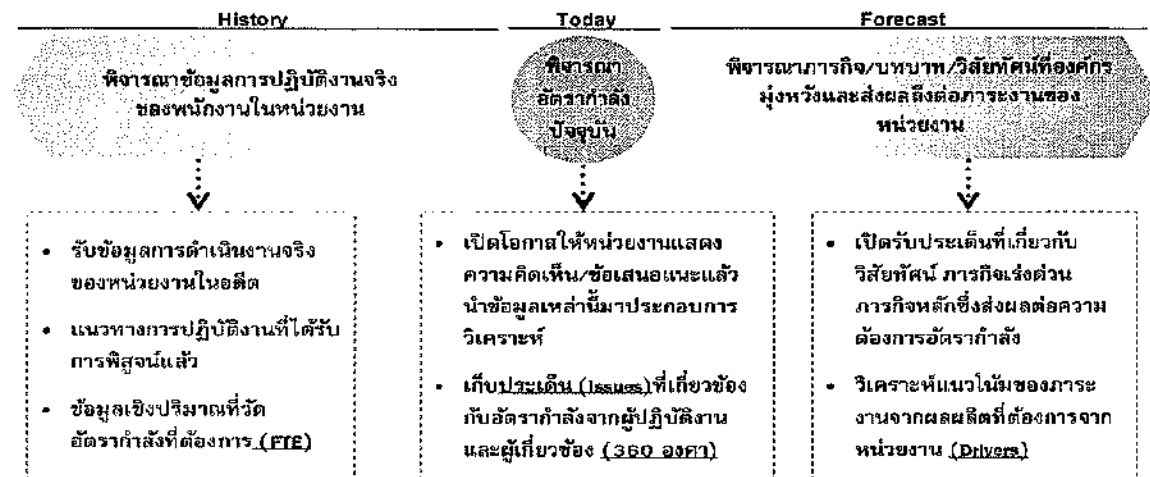 History
Today
Forecast
พิจารณาข้อมูลการปฏิบัติงานจริง
ของพนักงานในหน่วยงาน
พิจารณา
อัตรากำลัง
ปัจจุบัน
พิจารณาภารกิจ/บทบาท/วิสัยทัศน์ที่องค์กร
มุ่งหวังและส่งผลถึงต่อภาระงานของ
หน่วยงาน
• รับข้อมูลการดำเนินงานจริง
ของหน่วยงานในอดีต
• แนวทางการปฏิบัติงานที่ได้รับ
การพิสูจน์แล้ว
• ข้อมูลเชิงปริมาณที่วัด
อัตรากำลังที่ต้องการ (FTE)
• เปิดโอกาสให้หน่วยงานแสดง
ความคิดเห็น/ข้อเสนอแนะแล้ว
นำข้อมูลเหล่านี้มาประกอบการ
วิเคราะห์
• เก็บประเด็น (Issues)ที่เกี่ยวข้อง
กับอัตรากำลังจากผู้ปฏิบัติงาน
และผู้เกี่ยวข้อง (360 องศา)
• เปิดรับประเด็นที่เกี่ยวกับ
วิสัยทัศน์ ภารกิจเร่งด่วน
ภารกิจหลักซึ่งส่งผลต่อความ
ต้องการอัตรากำลัง
• วิเคราะห์แนวโน้มของภาระ
งานจากผลผลิตที่ต้องการจาก
หน่วยงาน (Drivers)